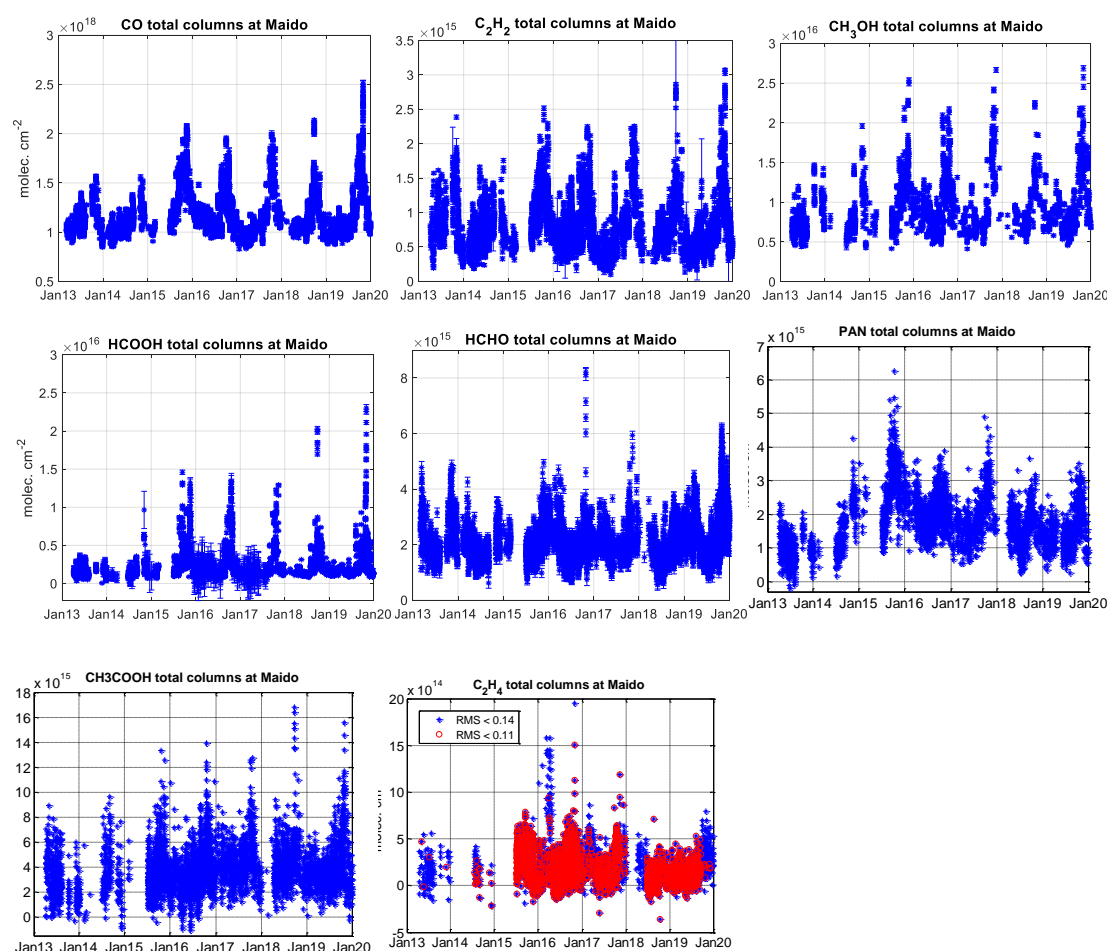 CO total columns at Maido
×10^18
molec. cm^-2
3
2.5
2
1.5
1
0.5
Jan13 Jan14 Jan15 Jan16 Jan17 Jan18 Jan19 Jan20
C2H2 total columns at Maido
×10^15
3.5
3
2.5
2
1.5
1
0.5
0
Jan13 Jan14 Jan15 Jan16 Jan17 Jan18 Jan19 Jan20
CH3OH total columns at Maido
×10^16
3
2.5
2
1.5
1
0.5
0
Jan13 Jan14 Jan15 Jan16 Jan17 Jan18 Jan19 Jan20
HCOOH total columns at Maido
×10^16
molec. cm^-2
3
2.5
2
1.5
1
0.5
0
Jan13 Jan14 Jan15 Jan16 Jan17 Jan18 Jan19 Jan20
HCHO total columns at Maido
×10^15
8
6
4
2
0
Jan13 Jan14 Jan15 Jan16 Jan17 Jan18 Jan19 Jan20
PAN total columns at Maido
x 10^15
7
6
5
4
3
2
1
0
Jan13 Jan14 Jan15 Jan16 Jan17 Jan18 Jan19 Jan20
CH3COOH total columns at Maido
x 10^15
18
16
14
12
10
8
6
4
2
0
Jan13 Jan14 Jan15 Jan16 Jan17 Jan18 Jan19 Jan20
C2H4 total columns at Maido
x 10^14
RMS < 0.14
RMS < 0.11
20
15
10
5
0
-5
Jan13 Jan14 Jan15 Jan16 Jan17 Jan18 Jan19 Jan20